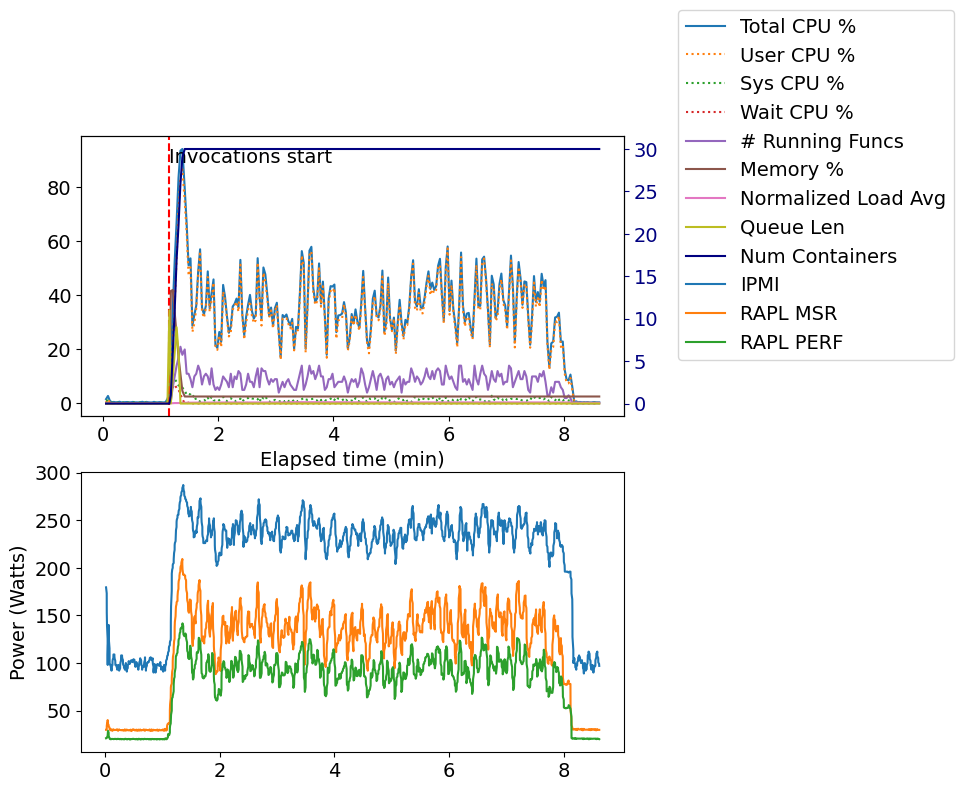 Total CPU %
User CPU %
Sys CPU %
Wait CPU %
# Running Funcs
Memory %
Normalized Load Avg
Queue Len
Num Containers
IPMI
RAPL MSR
RAPL PERF
Invocations start
80
60
40
20
0
30
25
20
15
10
5
0
0 2 4 6 8
Elapsed time (min)
Power (Watts)
300
250
200
150
100
50
0 2 4 6 8